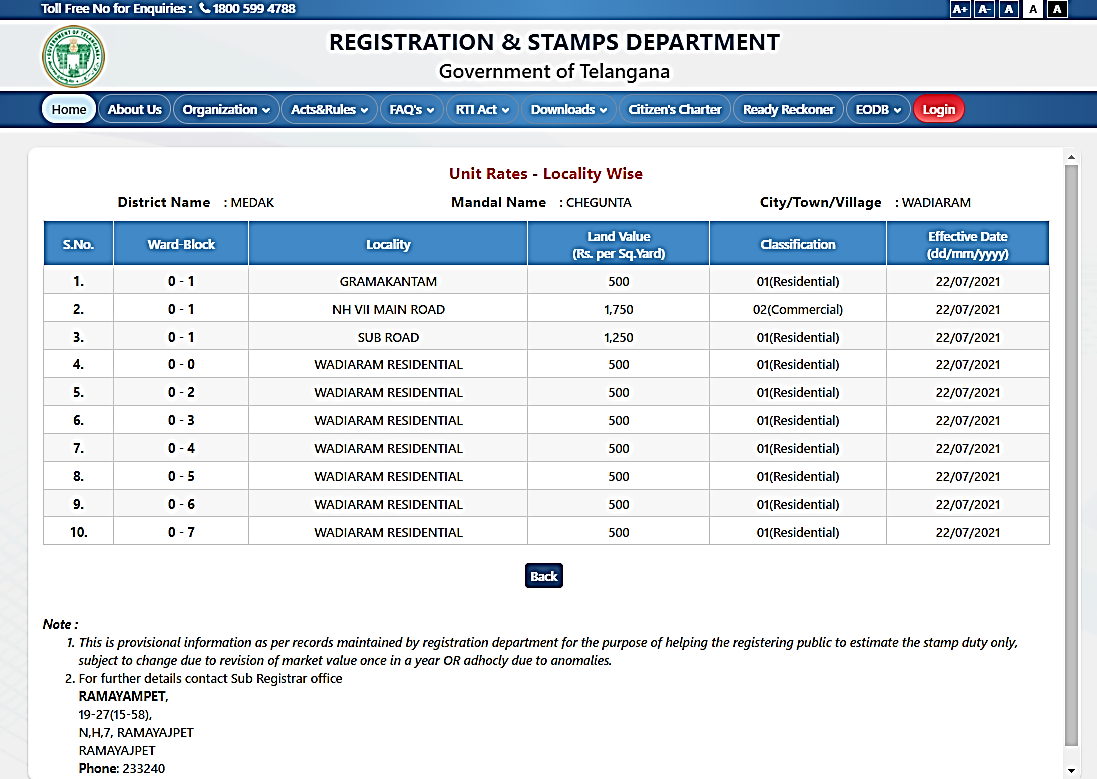 Toll Free No for Enquiries : 1800 599 4788 A+ A- A A A
REGISTRATION & STAMPS DEPARTMENT
Government of Telangana
Home About Us Organization Acts&Rules FAQ's RTI Act Downloads Citizen's Charter Ready Reckoner EODB Login
Unit Rates - Locality Wise
District Name : MEDAK Mandal Name : CHEGUNTA City/Town/Village : WADIARAM
S.No. Ward-Block Locality Land Value (Rs. per Sq.Yard) Classification Effective Date (dd/mm/yyyy)
1. 0 - 1 GRAMAKANTAM 500 01(Residential) 22/07/2021
2. 0 - 1 NH VII MAIN ROAD 1,750 02(Commercial) 22/07/2021
3. 0 - 1 SUB ROAD 1,250 01(Residential) 22/07/2021
4. 0 - 0 WADIARAM RESIDENTIAL 500 01(Residential) 22/07/2021
5. 0 - 2 WADIARAM RESIDENTIAL 500 01(Residential) 22/07/2021
6. 0 - 3 WADIARAM RESIDENTIAL 500 01(Residential) 22/07/2021
7. 0 - 4 WADIARAM RESIDENTIAL 500 01(Residential) 22/07/2021
8. 0 - 5 WADIARAM RESIDENTIAL 500 01(Residential) 22/07/2021
9. 0 - 6 WADIARAM RESIDENTIAL 500 01(Residential) 22/07/2021
10. 0 - 7 WADIARAM RESIDENTIAL 500 01(Residential) 22/07/2021
Back
Note :
1. This is provisional information as per records maintained by registration department for the purpose of helping the registering public to estimate the stamp duty only,
subject to change due to revision of market value once in a year OR adhocly due to anomalies.
2. For further details contact Sub Registrar office
RAMAYAMPET,
19-27(15-58),
N,H,7, RAMAYAJPET
RAMAYAJPET
Phone: 233240